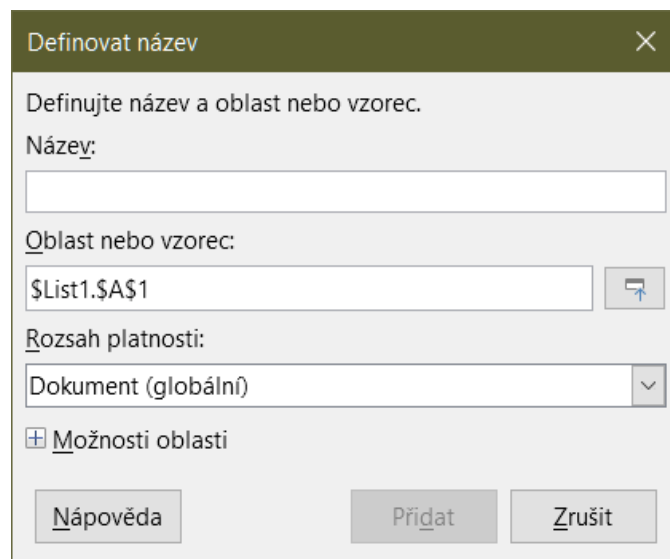 Definovat název
Definujte název a oblast nebo vzorec.
Název:
Oblast nebo vzorec:
$List1.$A$1
Rozsah platnosti:
Dokument (globální)
Možnosti oblasti
Nápověda Přidat Zrušit